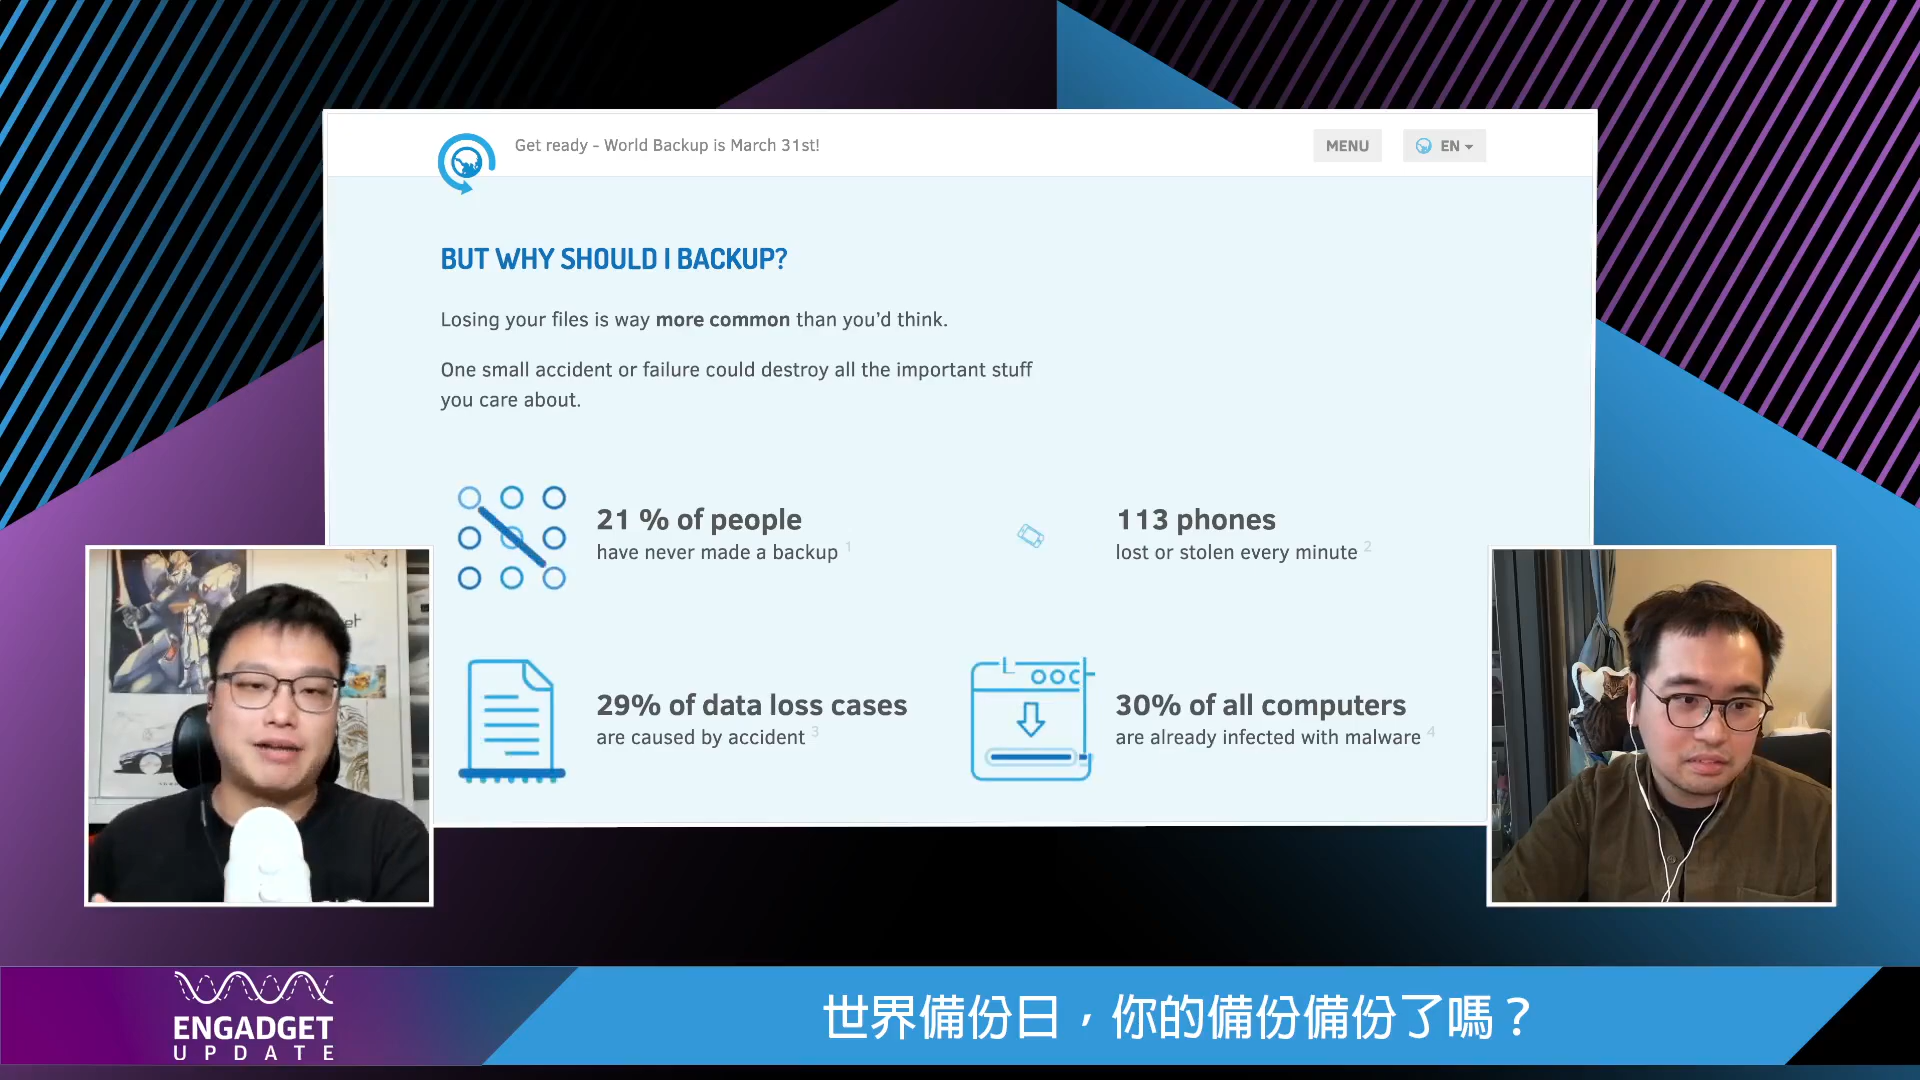 Get ready - World Backup is March 31st!
MENU
EN
BUT WHY SHOULD I BACKUP?
Losing your files is way more common than you'd think.
One small accident or failure could destroy all the important stuff
you care about.
21 % of people
have never made a backup 1
113 phones
lost or stolen every minute 2
29% of data loss cases
are caused by accident 3
30% of all computers
are already infected with malware 4
ENGADGET
UPDATE
世界備份日，你的備份備份了嗎？